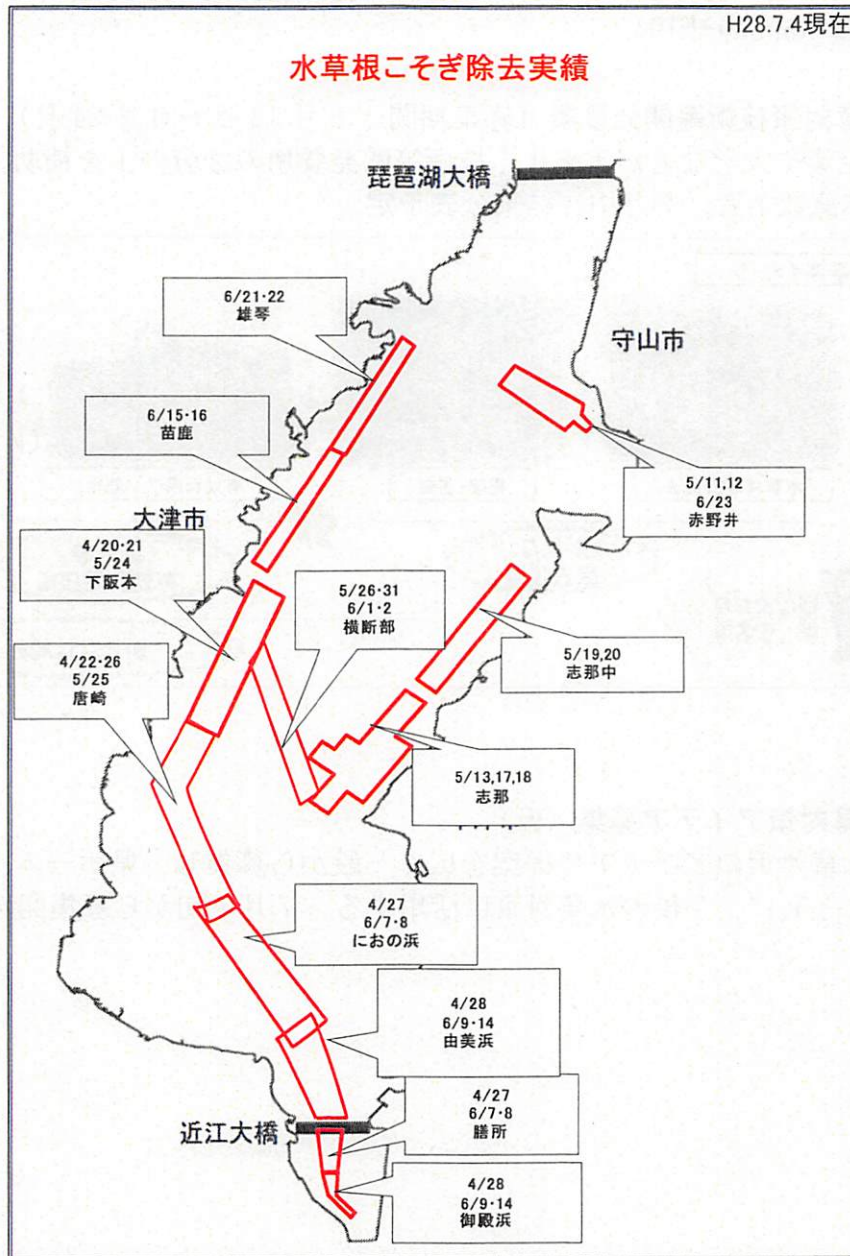 H28.7.4現在
水草根こそぎ除去実績
琵琶湖大橋
6/21・22
雄琴
守山市
6/15・16
苗鹿
5/11,12
6/23
赤野井
大津市
4/20・21
5/24
下阪本
5/26・31
6/1・2
横断部
5/19,20
志那中
4/22・26
5/25
唐崎
5/13,17,18
志那
4/27
6/7・8
におの浜
4/28
6/9・14
由美浜
近江大橋
4/27
6/7・8
膳所
4/28
6/9・14
御殿浜